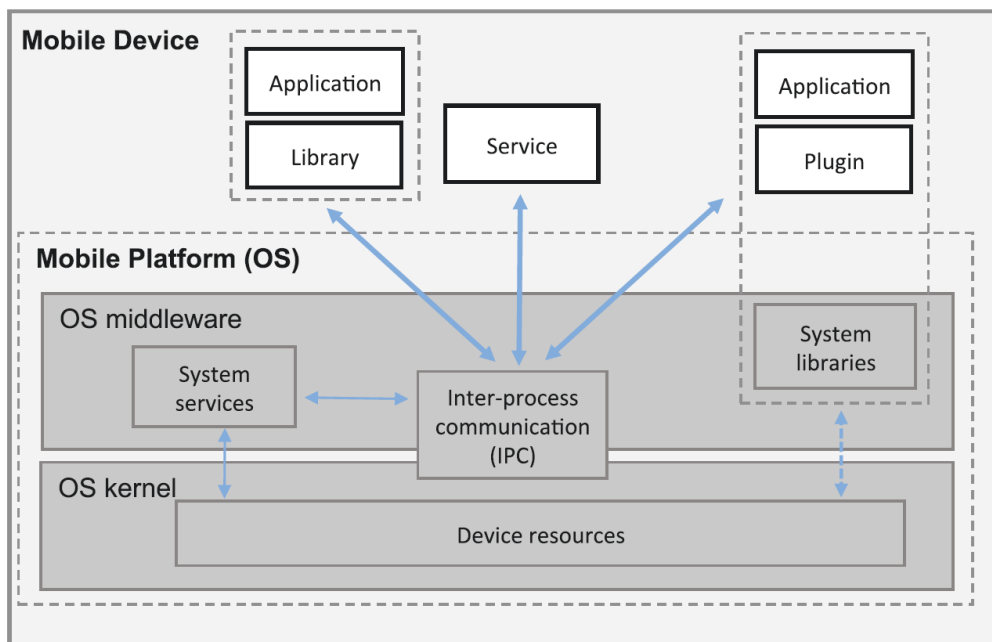 Mobile Device
Application
Library
Service
Application
Plugin
Mobile Platform (OS)
OS middleware
System
services
Inter-process
communication
(IPC)
System
libraries
OS kernel
Device resources